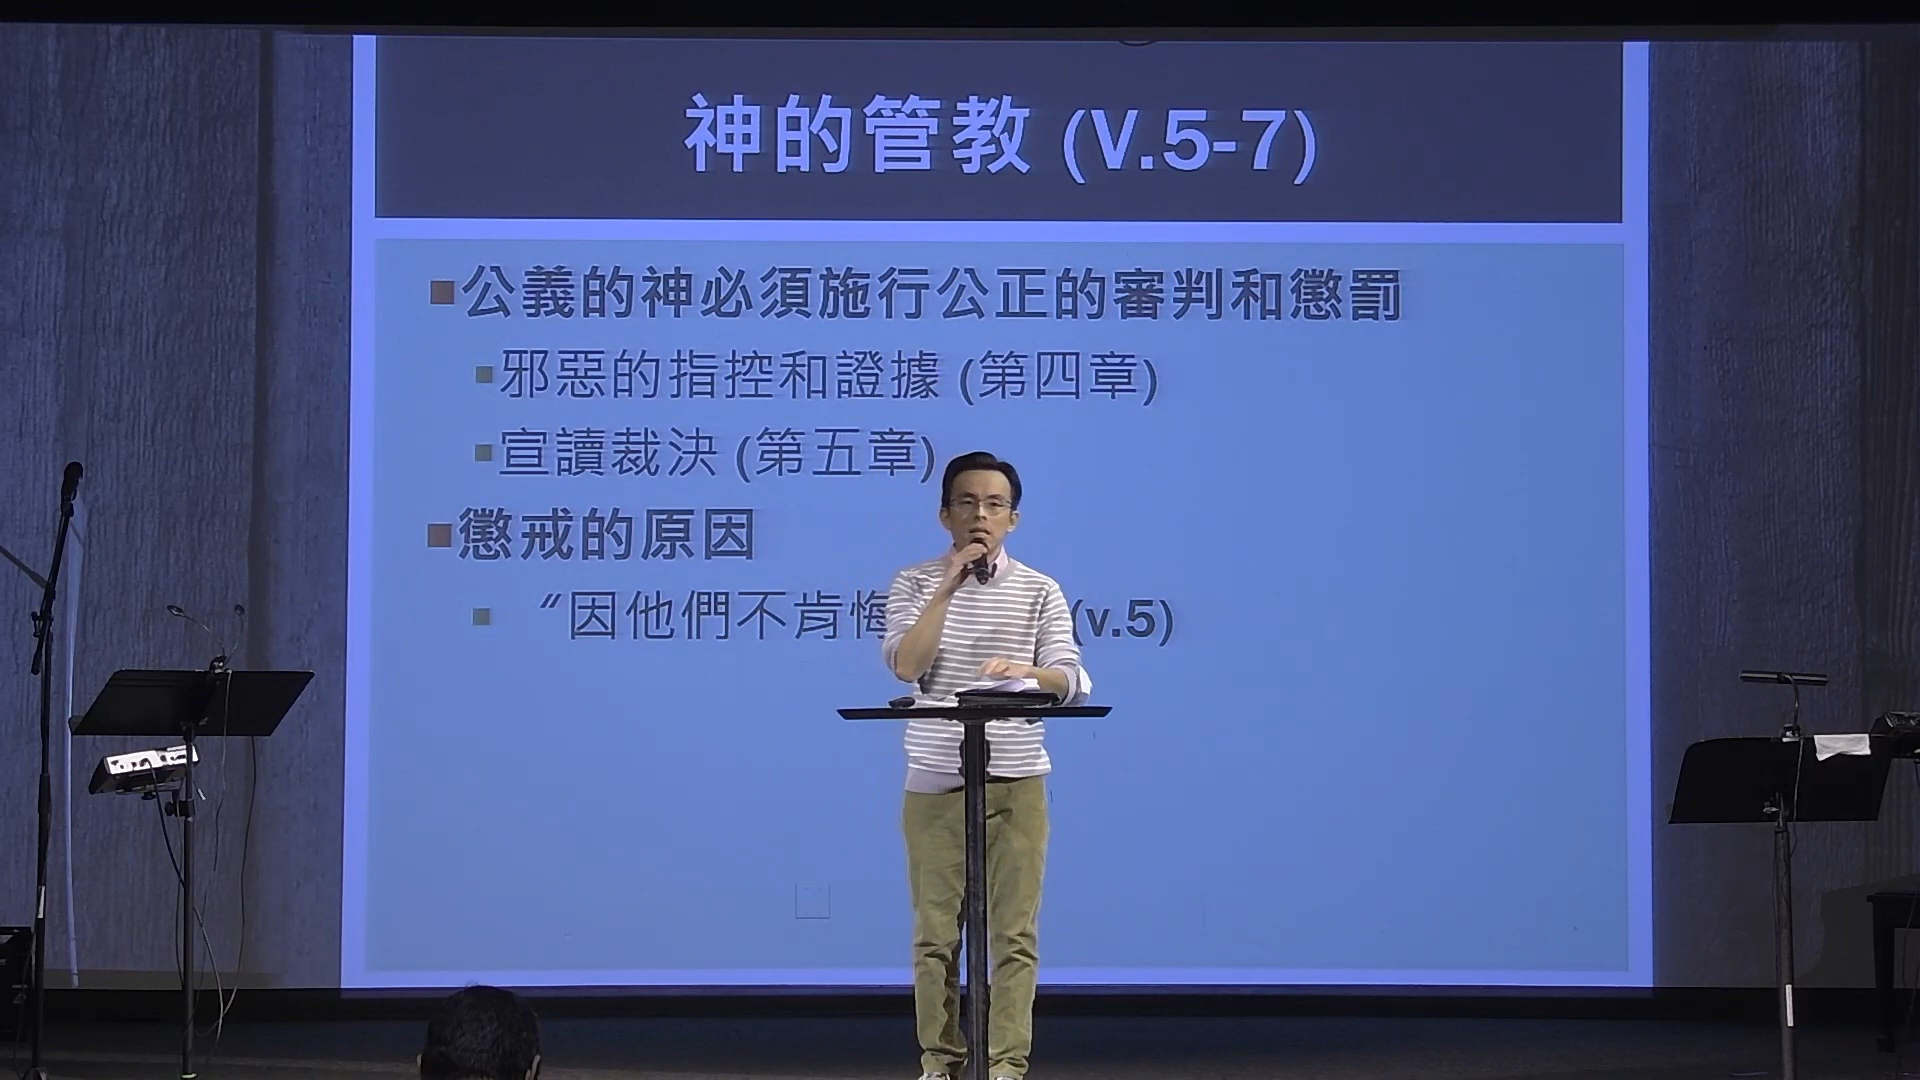 神的管教 (V.5-7)
公義的神必須施行公正的審判和懲罰
邪惡的指控和證據 (第四章)
宣讀裁決 (第五章)
懲戒的原因
“因他們不肯悔 (v.5)